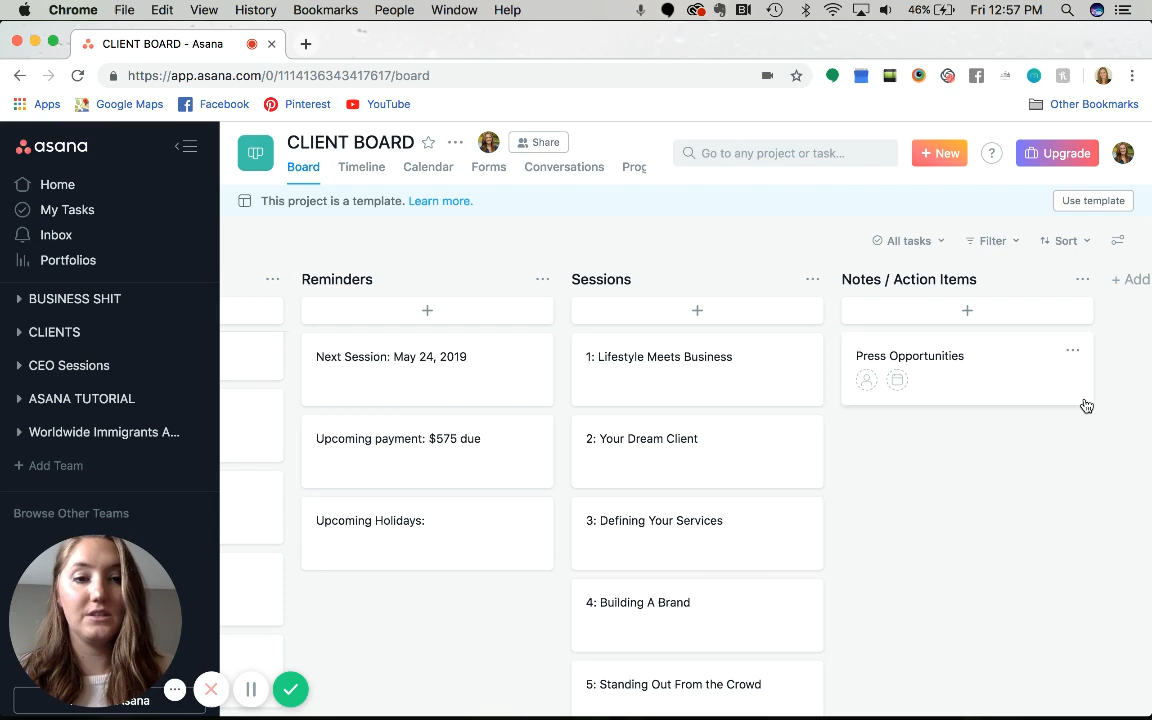 Chrome File Edit View History Bookmarks People Window Help 46% Fri 12:57 PM
CLIENT BOARD - Asana
https://app.asana.com/0/1114136343417617/board
Apps Google Maps Facebook Pinterest YouTube Other Bookmarks
asana
Home
My Tasks
Inbox
Portfolios
BUSINESS SHIT
CLIENTS
CEO Sessions
ASANA TUTORIAL
Worldwide Immigrants A...
+ Add Team
Browse Other Teams
asana
CLIENT BOARD
Share
Board Timeline Calendar Forms Conversations Prog
Go to any project or task...
+ New
?
Upgrade
This project is a template. Learn more.
Use template
All tasks Filter Sort
Reminders
Next Session: May 24, 2019
Upcoming payment: $575 due
Upcoming Holidays:
Sessions
1: Lifestyle Meets Business
2: Your Dream Client
3: Defining Your Services
4: Building A Brand
5: Standing Out From the Crowd
Notes / Action Items
Press Opportunities
+ Add